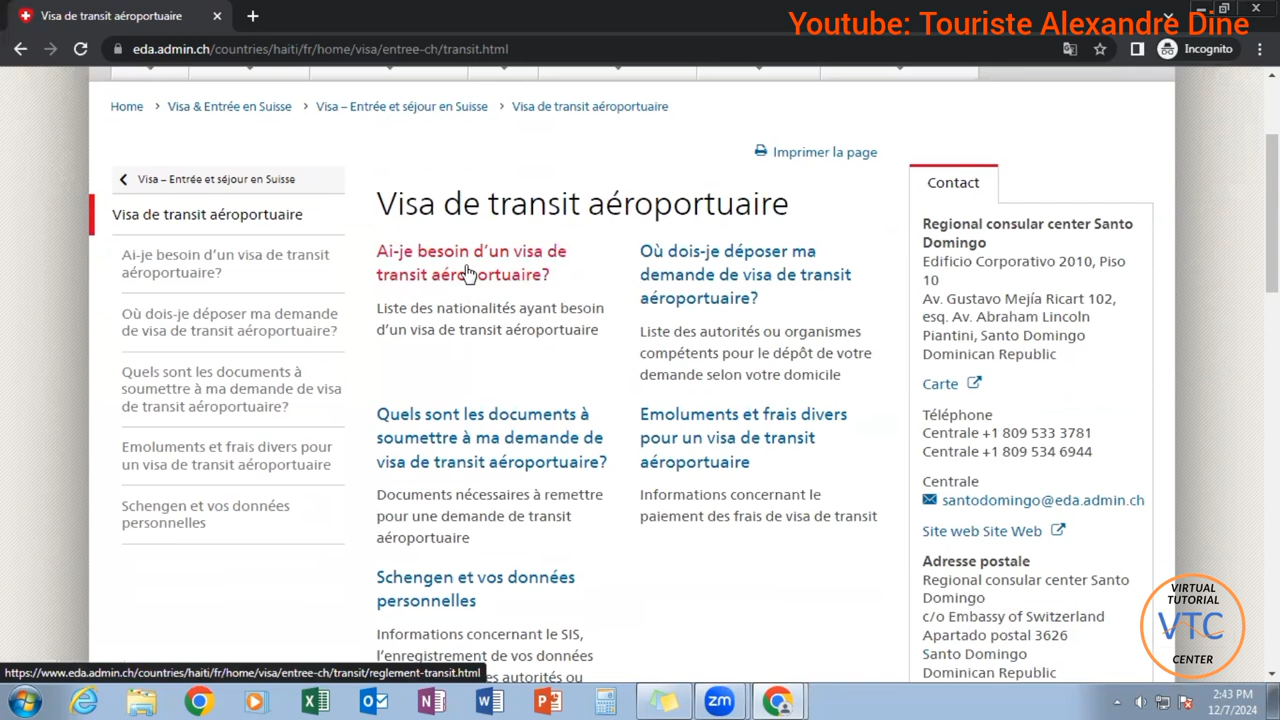 Visa de transit aéroportuaire
Youtube: Touriste Alexandre Dine
eda.admin.ch/countries/haiti/fr/home/visa/entree-ch/transit.html
Incognito
Home > Visa & Entrée en Suisse > Visa – Entrée et séjour en Suisse > Visa de transit aéroportuaire
Imprimer la page
Visa – Entrée et séjour en Suisse
Visa de transit aéroportuaire
Ai-je besoin d'un visa de transit
aéroportuaire?
Où dois-je déposer ma demande
de visa de transit aéroportuaire?
Quels sont les documents à
soumettre à ma demande de visa
de transit aéroportuaire?
Emoluments et frais divers pour
un visa de transit aéroportuaire
Schengen et vos données
personnelles
Visa de transit aéroportuaire
Ai-je besoin d'un visa de
transit aéroportuaire?
Liste des nationalités ayant besoin
d'un visa de transit aéroportuaire
Où dois-je déposer ma
demande de visa de transit
aéroportuaire?
Liste des autorités ou organismes
compétents pour le dépôt de votre
demande selon votre domicile
Quels sont les documents à
soumettre à ma demande de
visa de transit aéroportuaire?
Documents nécessaires à remettre
pour une demande de transit
aéroportuaire
Emoluments et frais divers
pour un visa de transit
aéroportuaire
Informations concernant le
paiement des frais de visa de transit
Schengen et vos données
personnelles
Informations concernant le SIS,
l'enregistrement de vos données
les autorités ou
Contact
Regional consular center Santo
Domingo
Edificio Corporativo 2010, Piso
10
Av. Gustavo Mejía Ricart 102,
esq. Av. Abraham Lincoln
Piantini, Santo Domingo
Dominican Republic
Carte
Téléphone
Centrale +1 809 533 3781
Centrale +1 809 534 6944
Centrale
santodomingo@eda.admin.ch
Site web Site Web
Adresse postale
Regional consular center Santo
Domingo
c/o Embassy of Switzerland
Apartado postal 3626
Santo Domingo
Dominican Republic
VIRTUAL
TUTORIAL
VTC
CENTER
https://www.eda.admin.ch/countries/haiti/fr/home/visa/entree-ch/transit/reglement-transit.html
zm
2:43 PM
12/7/2024